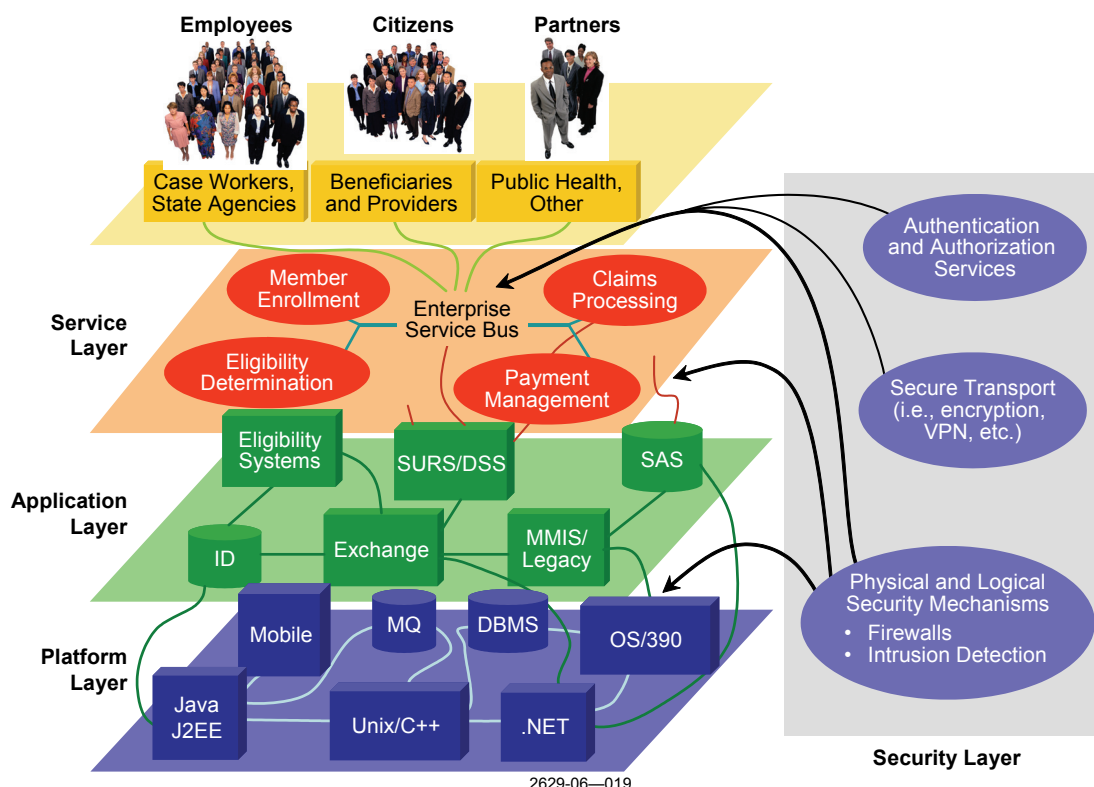 Employees
Citizens
Partners
Case Workers,
State Agencies
Beneficiaries
and Providers
Public Health,
Other
Authentication
and Authorization
Services
Member
Enrollment
Claims
Processing
Enterprise
Service Bus
Service
Layer
Eligibility
Determination
Payment
Management
Secure Transport
(i.e., encryption,
VPN, etc.)
Eligibility
Systems
SURS/DSS
SAS
Application
Layer
ID
Exchange
MMIS/
Legacy
Physical and Logical
Security Mechanisms
• Firewalls
• Intrusion Detection
Mobile
MQ
DBMS
OS/390
Platform
Layer
Java
J2EE
Unix/C++
.NET
Security Layer
2629-06—019